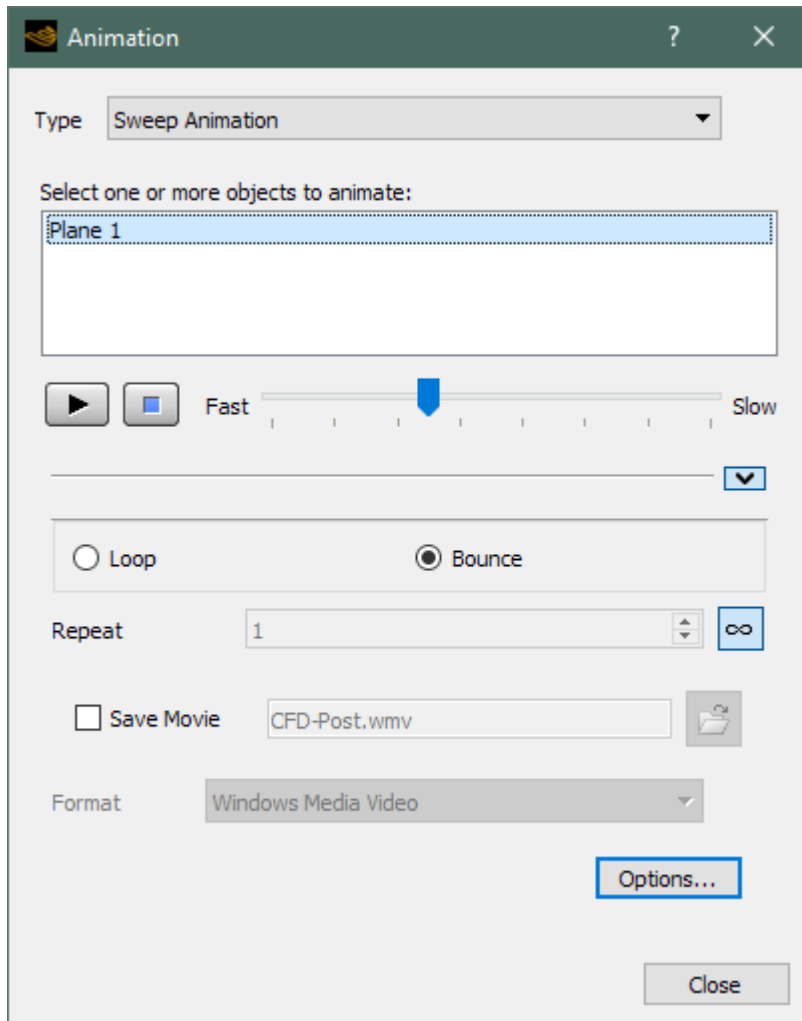 Animation ? ×
Type Sweep Animation
Select one or more objects to animate:
Plane 1
Fast Slow
Loop Bounce
Repeat 1 ∞
Save Movie CFD-Post.wmv
Format Windows Media Video
Options...
Close